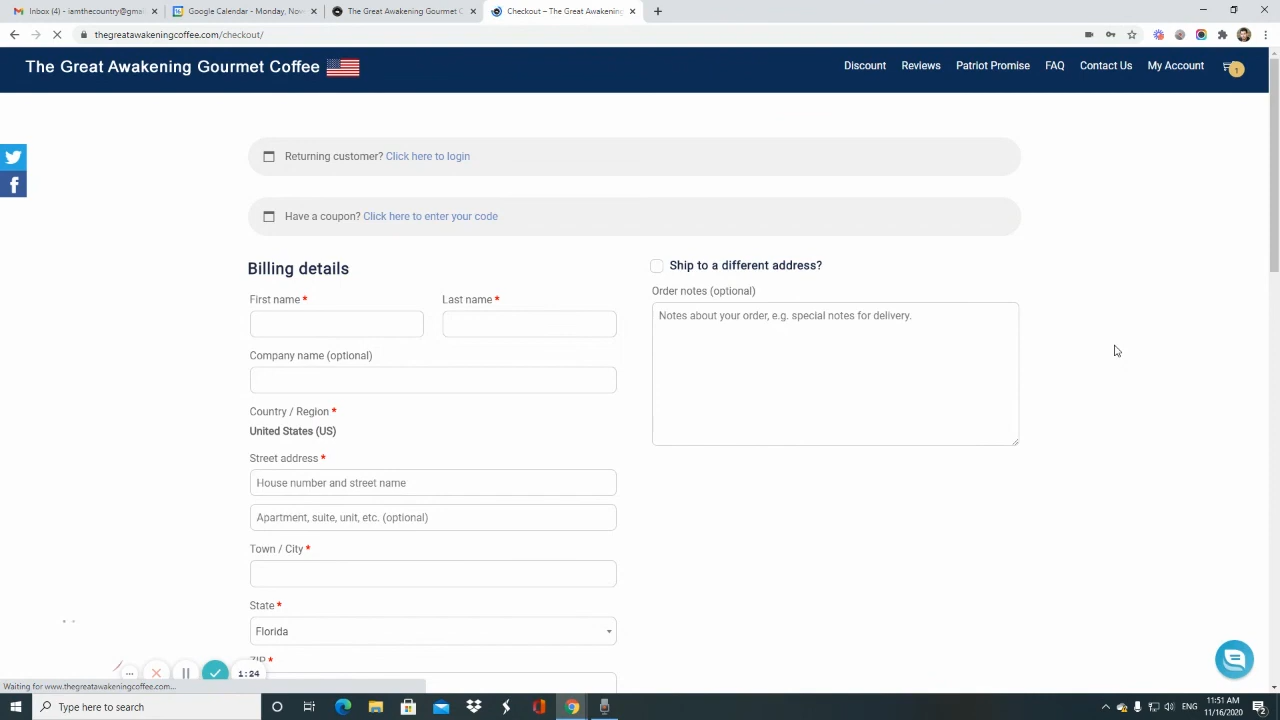 Inbox (4) - iamthecountry@gmai
Google Calendar - Monday, Nove
The Great Awakening Gourmet C
Checkout – The Great Awakening
thegreatawakeningcoffee.com/checkout/
The Great Awakening Gourmet Coffee
Discount
Reviews
Patriot Promise
FAQ
Contact Us
My Account
1
Returning customer? Click here to login
Have a coupon? Click here to enter your code
Billing details
Ship to a different address?
First name *
Last name *
Order notes (optional)
Notes about your order, e.g. special notes for delivery.
Company name (optional)
Country / Region *
United States (US)
Street address *
House number and street name
Apartment, suite, unit, etc. (optional)
Town / City *
State *
Florida
ZIP *
1:24
Waiting for www.thegreatawakeningcoffee.com...
Type here to search
ENG
11:51 AM
11/16/2020
2